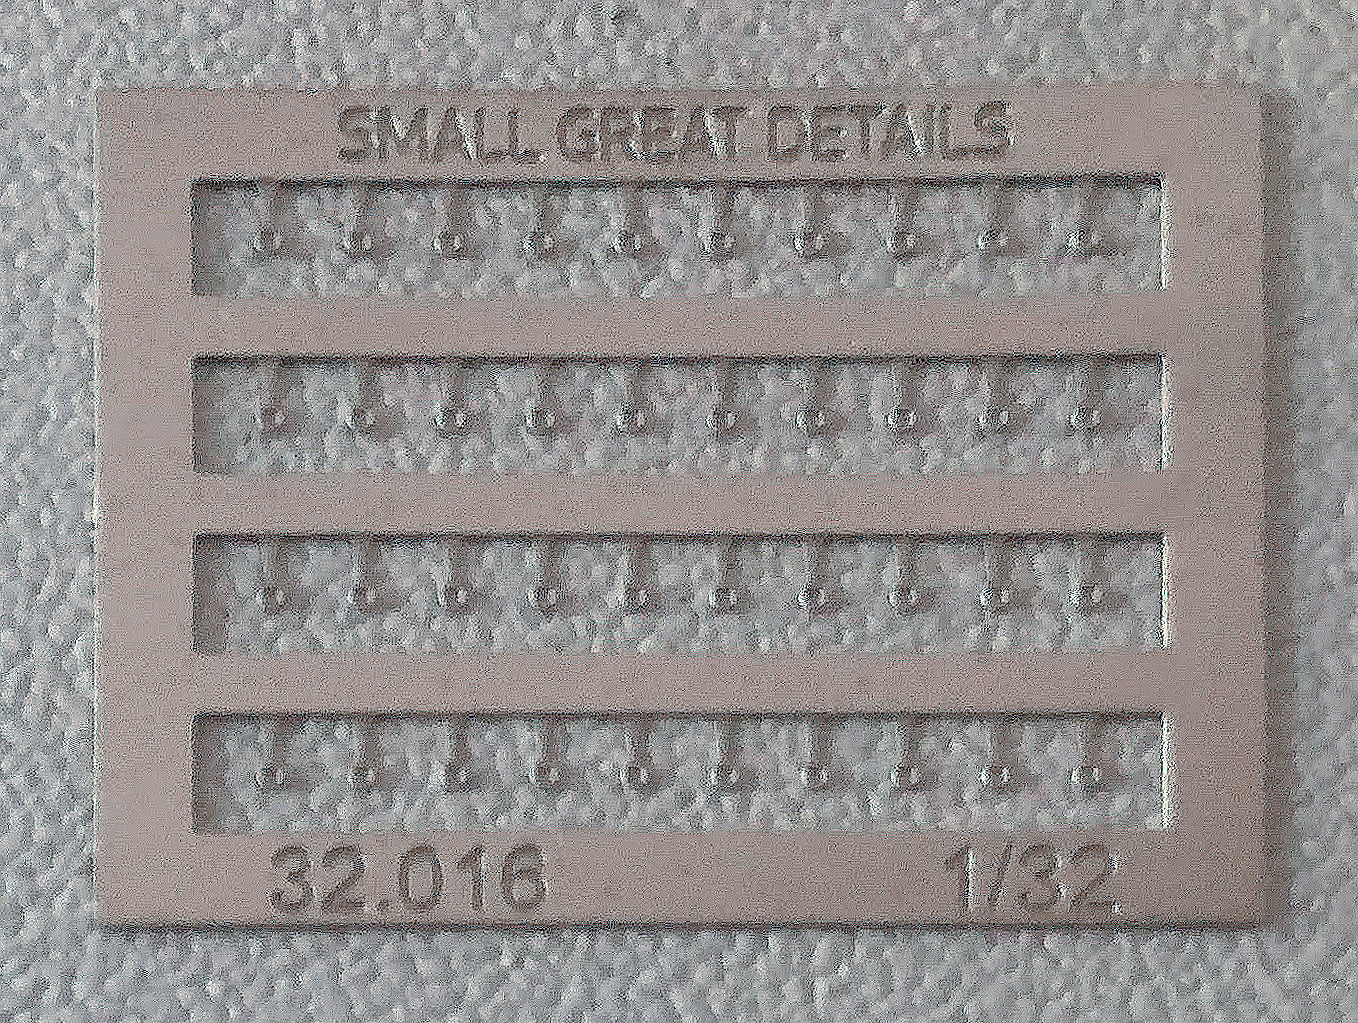 SMALL GREAT DETAILS
32.016
1/32